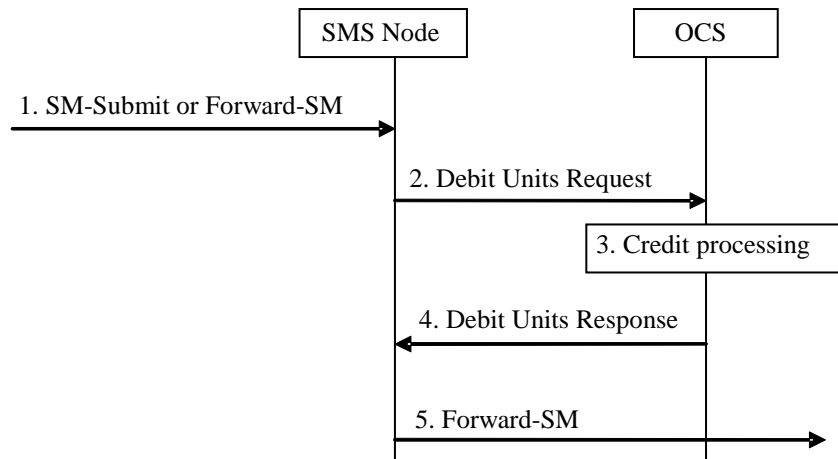 SMS Node
OCS
1. SM-Submit or Forward-SM
2. Debit Units Request
3. Credit processing
4. Debit Units Response
5. Forward-SM